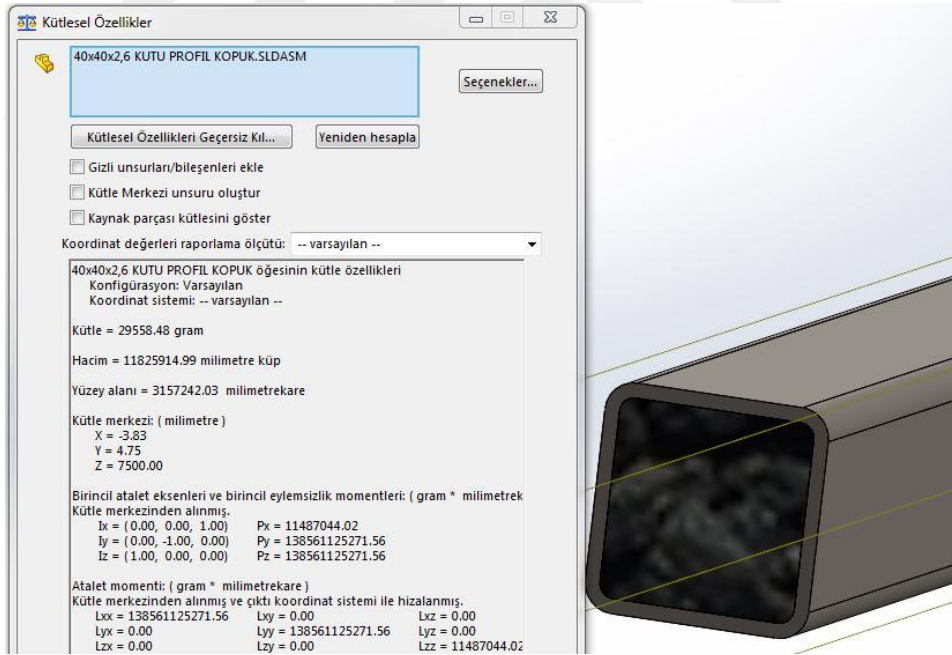 Kütlesel Özellikler
40x40x2,6 KUTU PROFIL KOPUK.SLDASM
Seçenekler...
Kütlesel Özellikleri Geçersiz Kıl...
Yeniden hesapla
Gizli unsurları/bileşenleri ekle
Kütle Merkezi unsuru oluştur
Kaynak parçası kütlesini göster
Koordinat değerleri raporlama ölçütü: -- varsayılan --
40x40x2,6 KUTU PROFIL KOPUK öğesinin kütle özellikleri
Konfigürasyon: Varsayılan
Koordinat sistemi: -- varsayılan --
Kütle = 29558.48 gram
Hacim = 11825914.99 milimetre küp
Yüzey alanı = 3157242.03 milimetrekare
Kütle merkezi: ( milimetre )
X = -3.83
Y = 4.75
Z = 7500.00
Birincil atalet eksenleri ve birincil eylemsizlik momentleri: ( gram * milimetrek
Kütle merkezinden alınmış.
Ix = ( 0.00, 0.00, 1.00) Px = 11487044.02
Iy = ( 0.00, -1.00, 0.00) Py = 138561125271.56
Iz = ( 1.00, 0.00, 0.00) Pz = 138561125271.56
Atalet momenti: ( gram * milimetrekare )
Kütle merkezinden alınmış ve çıktı koordinat sistemi ile hizalanmış.
Lxx = 138561125271.56 Lxy = 0.00 Lxz = 0.00
Lyx = 0.00 Lyy = 138561125271.56 Lyz = 0.00
Lzx = 0.00 Lzy = 0.00 Lzz = 11487044.02